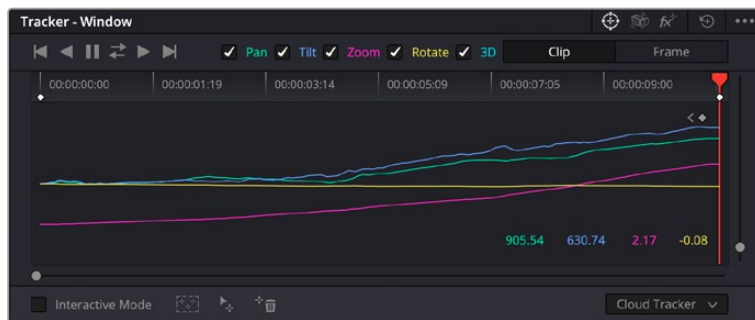 Tracker - Window
Pan Tilt Zoom Rotate 3D Clip Frame
00:00:00:00 00:00:01:19 00:00:03:14 00:00:05:09 00:00:07:05 00:00:09:00
905.54 630.74 2.17 -0.08
Interactive Mode Cloud Tracker